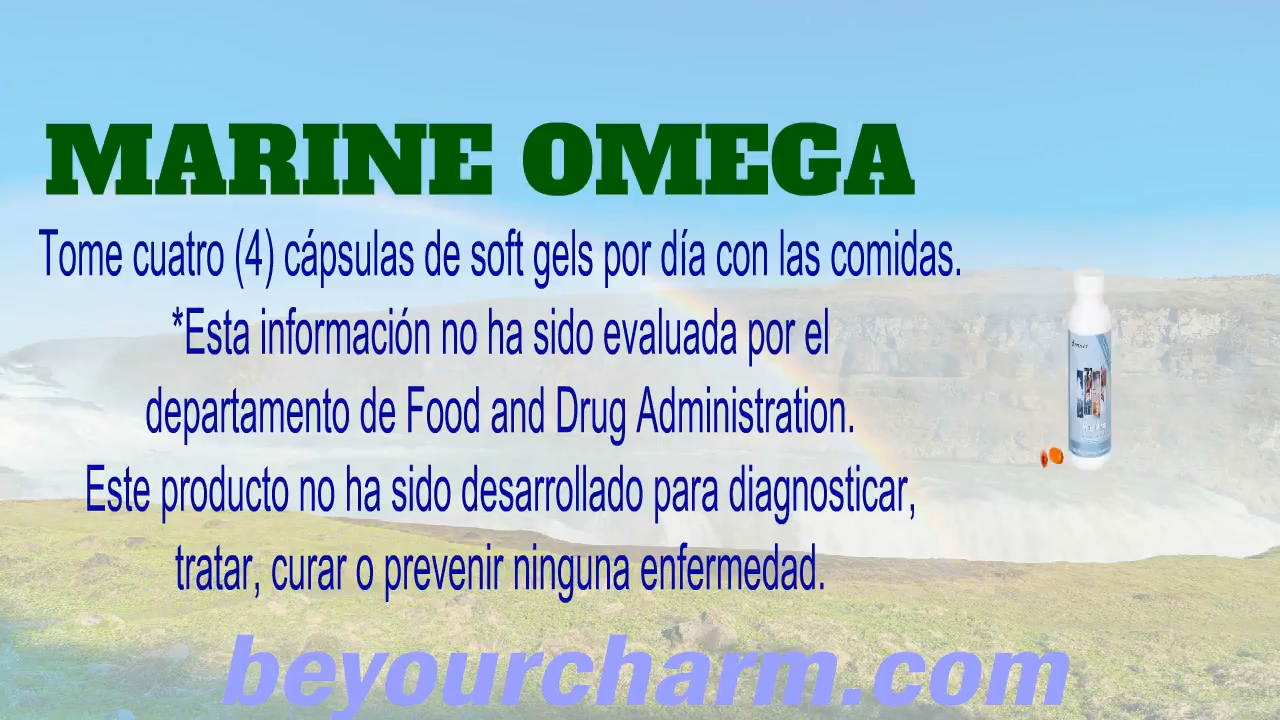 MARINE OMEGA
Tome cuatro (4) cápsulas de soft gels por día con las comidas.
*Esta información no ha sido evaluada por el
departamento de Food and Drug Administration.
Este producto no ha sido desarrollado para diagnosticar,
tratar, curar o prevenir ninguna enfermedad.
beyourcharm.com